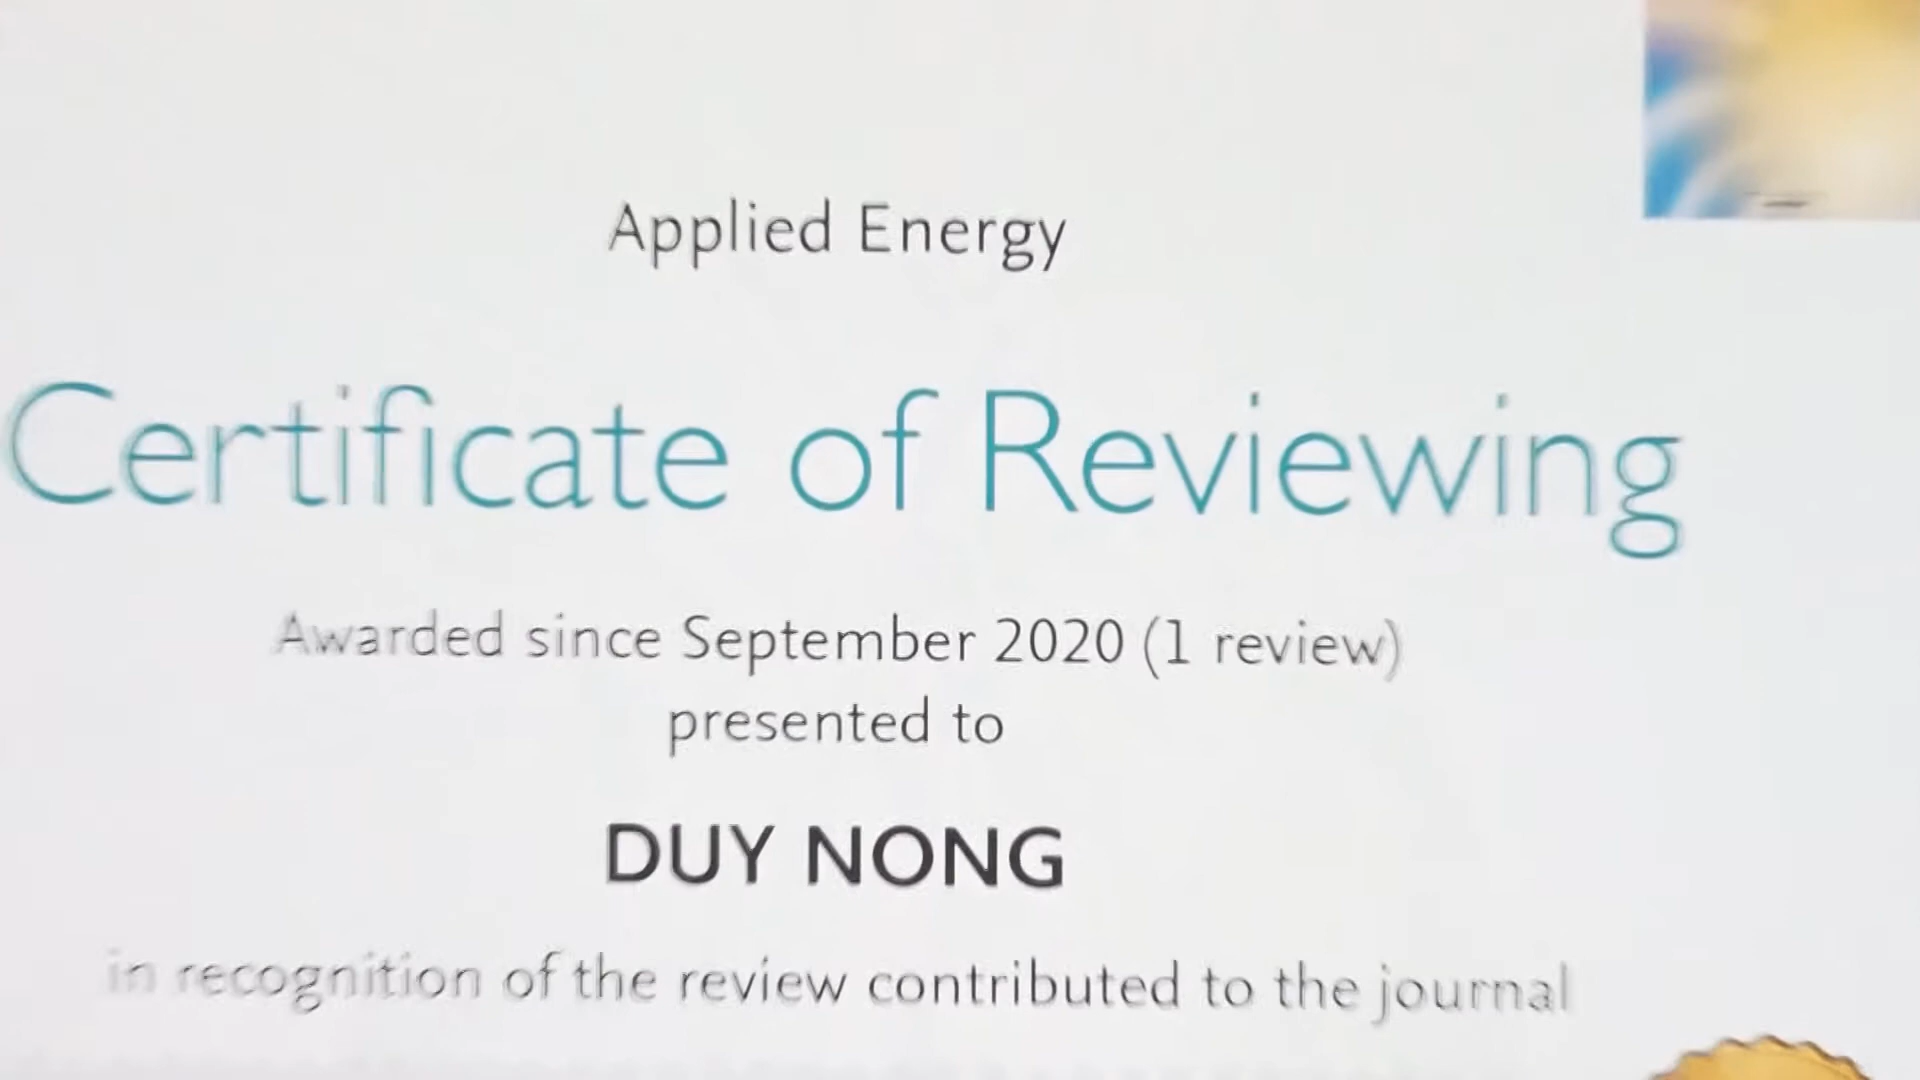 Applied Energy
Certificate of Reviewing
Awarded since September 2020 (1 review)
presented to
DUY NONG
in recognition of the review contributed to the journal